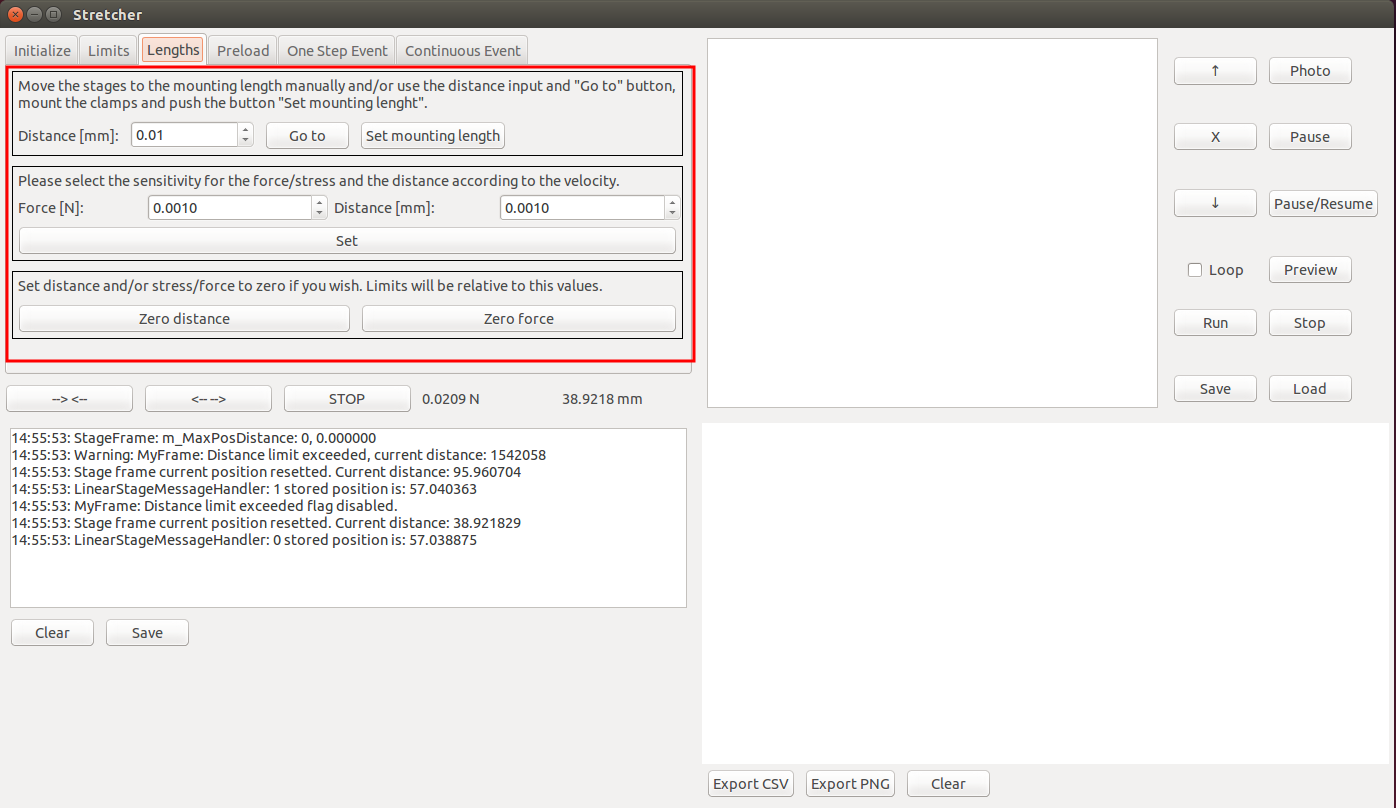 Stretcher
Initialize Limits Lengths Preload One Step Event Continuous Event
Move the stages to the mounting length manually and/or use the distance input and "Go to" button,
mount the clamps and push the button "Set mounting lenght".
Distance [mm]: 0.01 Go to Set mounting length
Please select the sensitivity for the force/stress and the distance according to the velocity.
Force [N]: 0.0010 Distance [mm]: 0.0010
Set
Set distance and/or stress/force to zero if you wish. Limits will be relative to this values.
Zero distance Zero force
--> <-- <-- --> STOP 0.0209 N 38.9218 mm
14:55:53: StageFrame: m_MaxPosDistance: 0, 0.000000
14:55:53: Warning: MyFrame: Distance limit exceeded, current distance: 1542058
14:55:53: Stage frame current position resetted. Current distance: 95.960704
14:55:53: LinearStageMessageHandler: 1 stored position is: 57.040363
14:55:53: MyFrame: Distance limit exceeded flag disabled.
14:55:53: Stage frame current position resetted. Current distance: 38.921829
14:55:53: LinearStageMessageHandler: 0 stored position is: 57.038875
Clear Save
↑ Photo
X Pause
↓ Pause/Resume
Loop Preview
Run Stop
Save Load
Export CSV Export PNG Clear